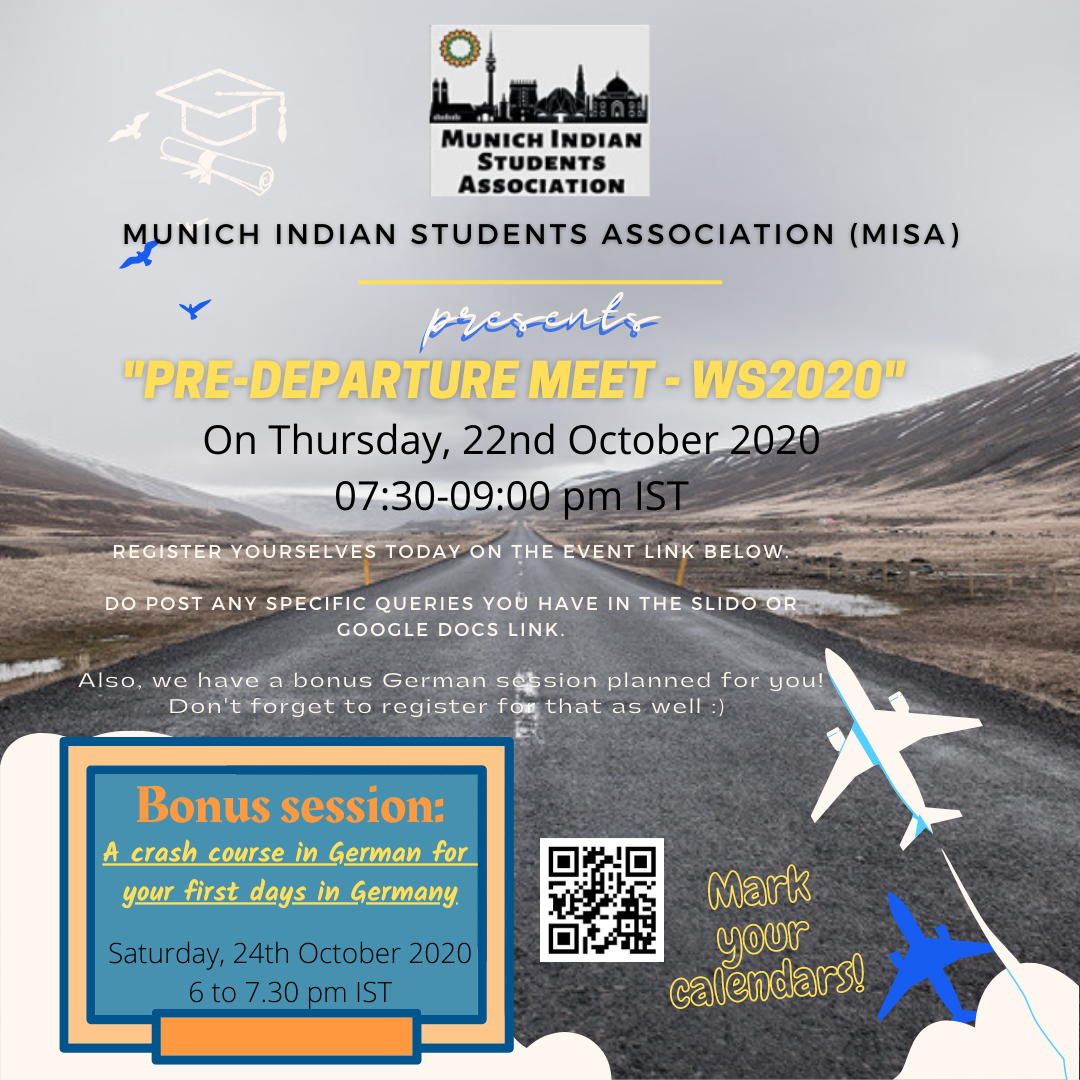 MUNICH INDIAN
STUDENTS
ASSOCIATION
MUNICH INDIAN STUDENTS ASSOCIATION (MISA)
presents
"PRE-DEPARTURE MEET - WS2020"
On Thursday, 22nd October 2020
07:30-09:00 pm IST
REGISTER YOURSELVES TODAY ON THE EVENT LINK BELOW.
DO POST ANY SPECIFIC QUERIES YOU HAVE IN THE SLIDO OR
GOOGLE DOCS LINK.
Also, we have a bonus German session planned for you!
Don't forget to register for that as well :)
Bonus session:
A crash course in German for
your first days in Germany
Saturday, 24th October 2020
6 to 7.30 pm IST
Mark
your
calendars!